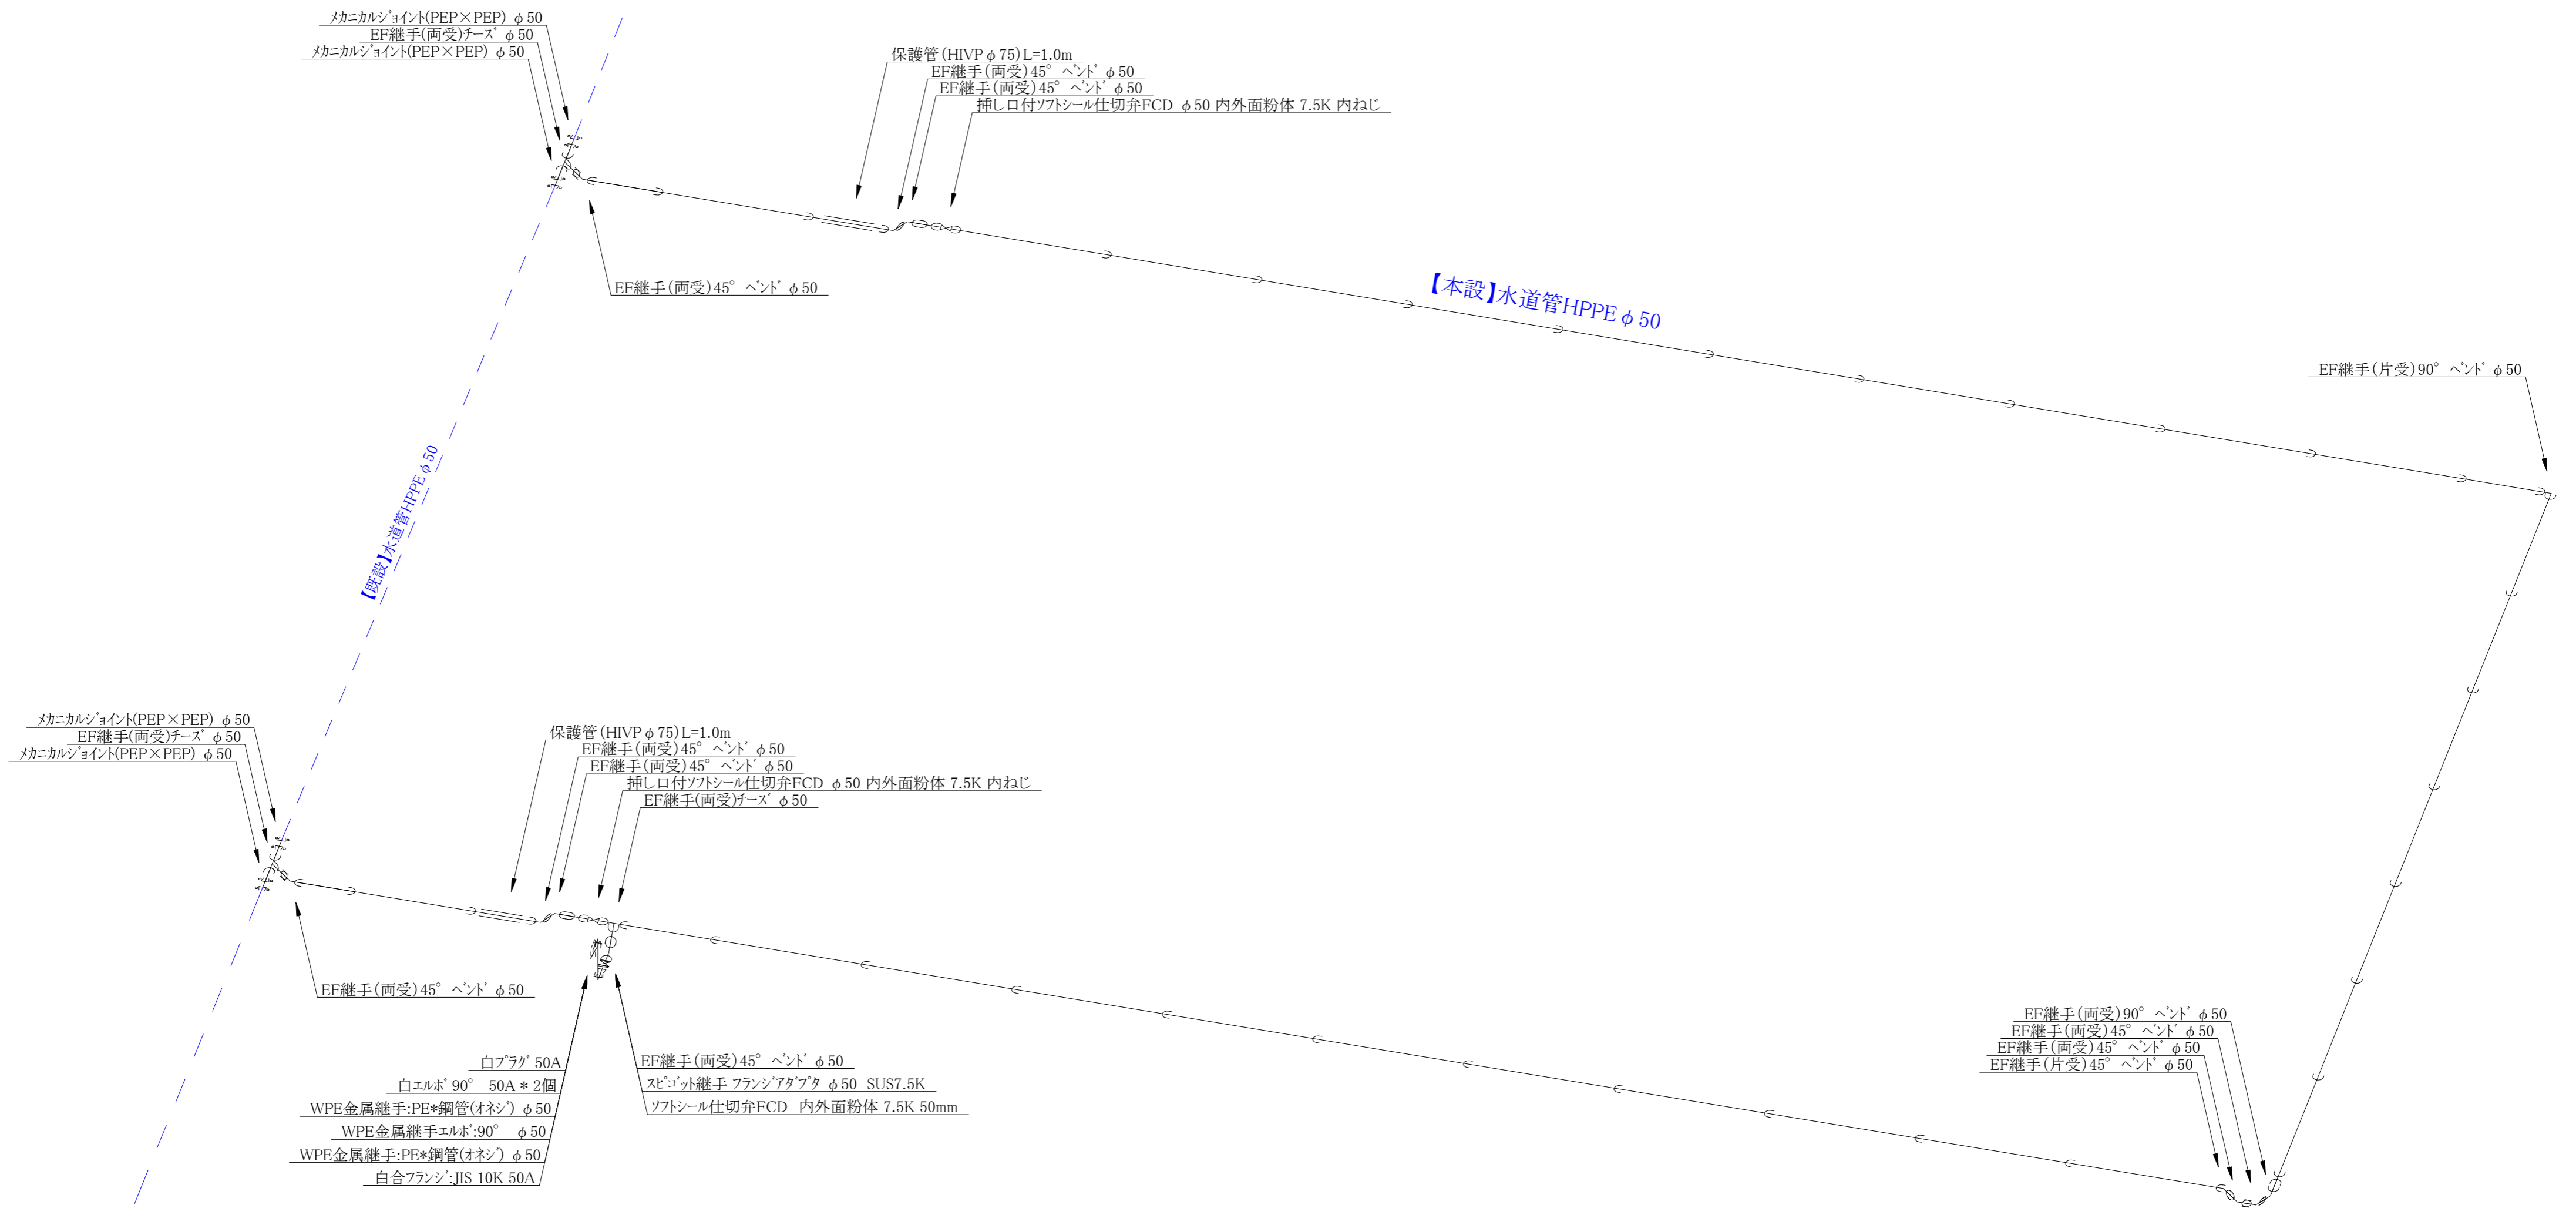 メカニカルジョイント(PEP×PEP) φ50
EF継手(両受)チーズ φ50
メカニカルジョイント(PEP×PEP) φ50
保護管(HIVPφ75)L=1.0m
EF継手(両受)45° ベンド φ50
EF継手(両受)45° ベンド φ50
挿し口付ソフトシール仕切弁FCD φ50 内外面粉体 7.5K 内ねじ
EF継手(両受)45° ベンド φ50
【本設】水道管HPPEφ50
EF継手(片受)90° ベンド φ50
【既設】水道管HPPEφ50
メカニカルジョイント(PEP×PEP) φ50
EF継手(両受)チーズ φ50
メカニカルジョイント(PEP×PEP) φ50
保護管(HIVPφ75)L=1.0m
EF継手(両受)45° ベンド φ50
EF継手(両受)45° ベンド φ50
挿し口付ソフトシール仕切弁FCD φ50 内外面粉体 7.5K 内ねじ
EF継手(両受)チーズ φ50
EF継手(両受)45° ベンド φ50
白プラグ 50A
白エルボ 90° 50A*2個
WPE金属継手:PE*鋼管(オネジ) φ50
WPE金属継手エルボ:90° φ50
WPE金属継手:PE*鋼管(オネジ) φ50
白合フランジ:JIS 10K 50A
EF継手(両受)45° ベンド φ50
スピゴット継手 フランジアダプタ φ50 SUS7.5K
ソフトシール仕切弁FCD 内外面粉体 7.5K 50mm
EF継手(両受)90° ベンド φ50
EF継手(両受)45° ベンド φ50
EF継手(両受)45° ベンド φ50
EF継手(片受)45° ベンド φ50